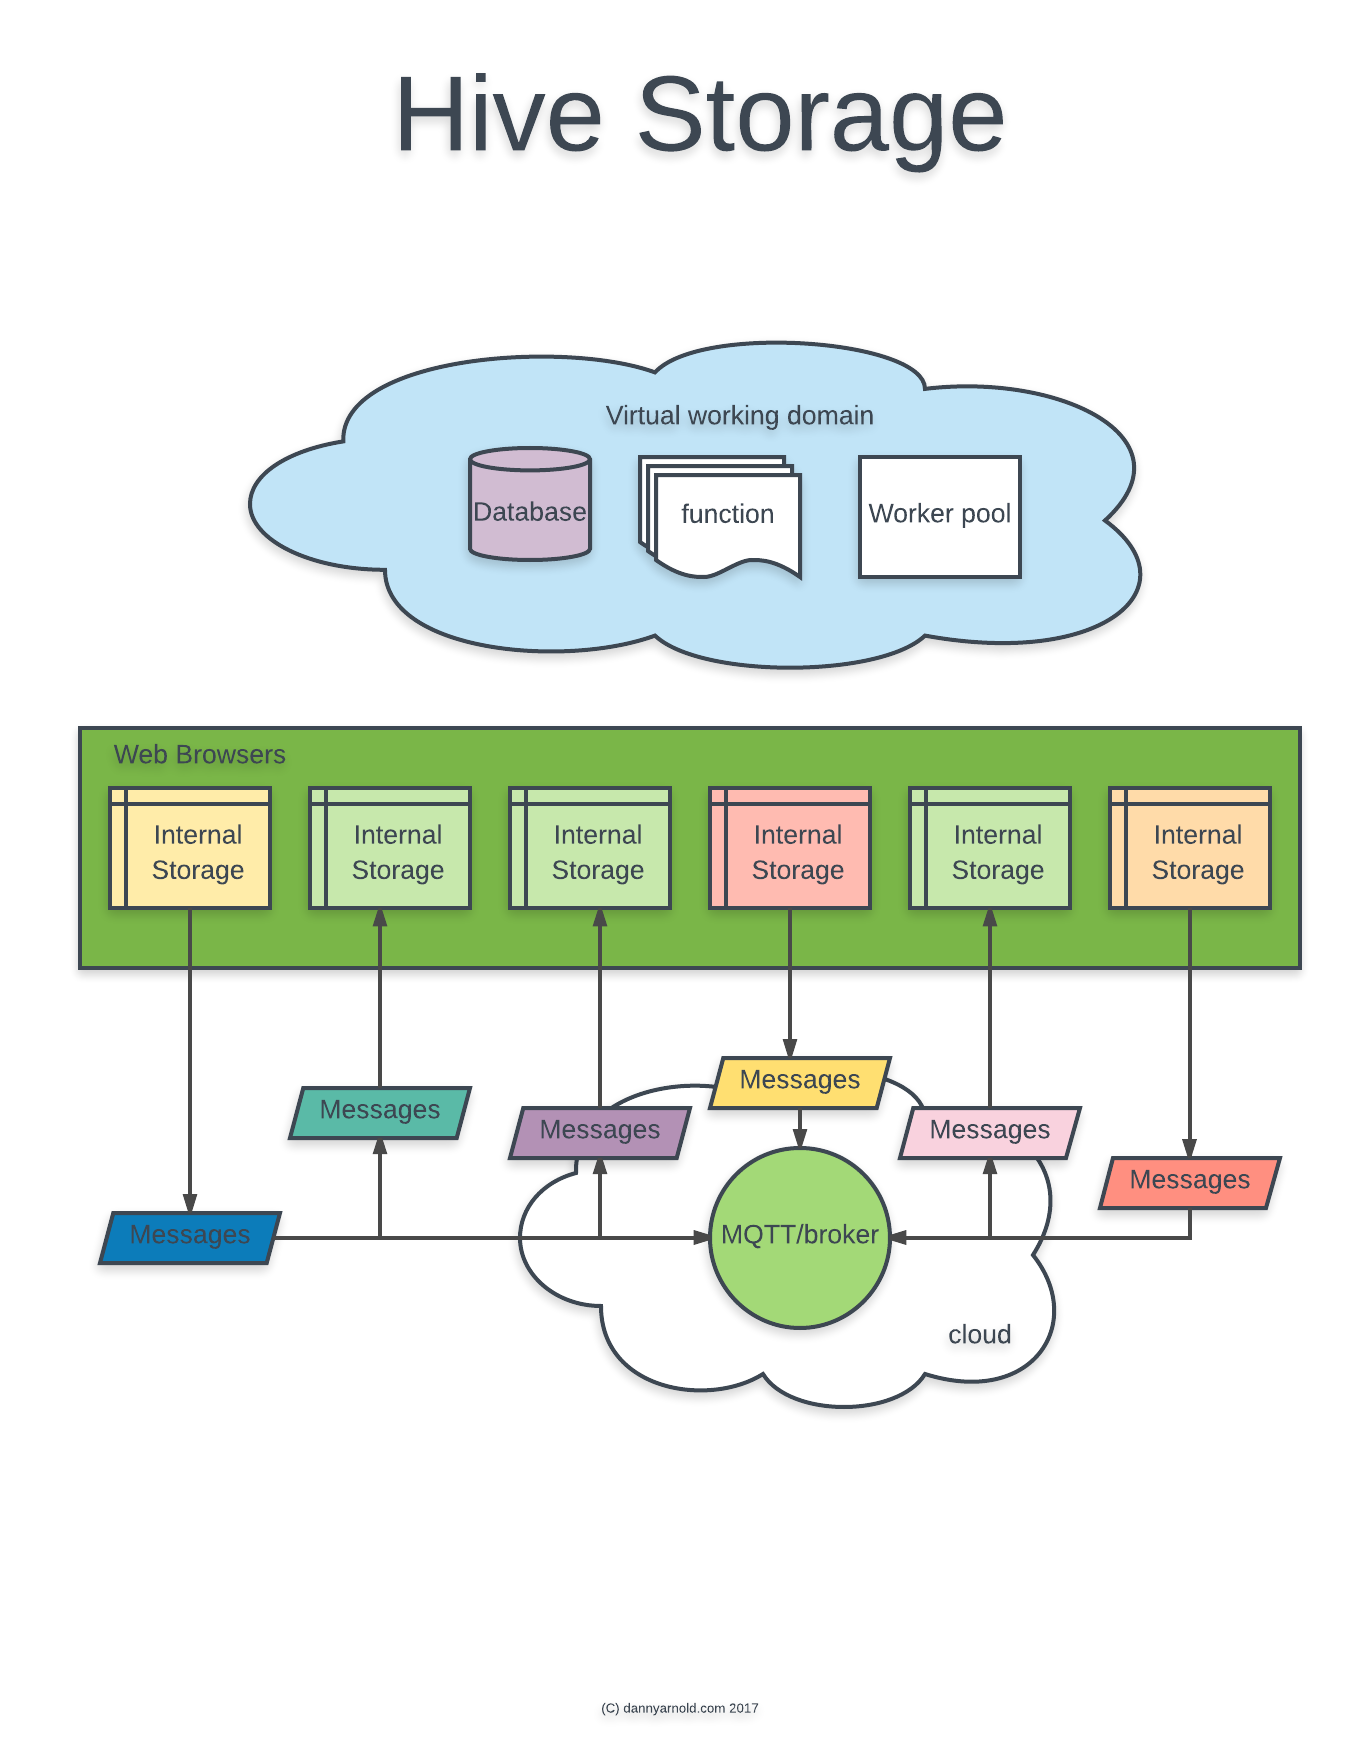 Hive Storage
Virtual working domain
Database
function
Worker pool
Web Browsers
Internal
Storage
Internal
Storage
Internal
Storage
Internal
Storage
Internal
Storage
Internal
Storage
Messages
Messages
Messages
Messages
Messages
Messages
MQTT/broker
cloud
(C) dannyarnold.com 2017